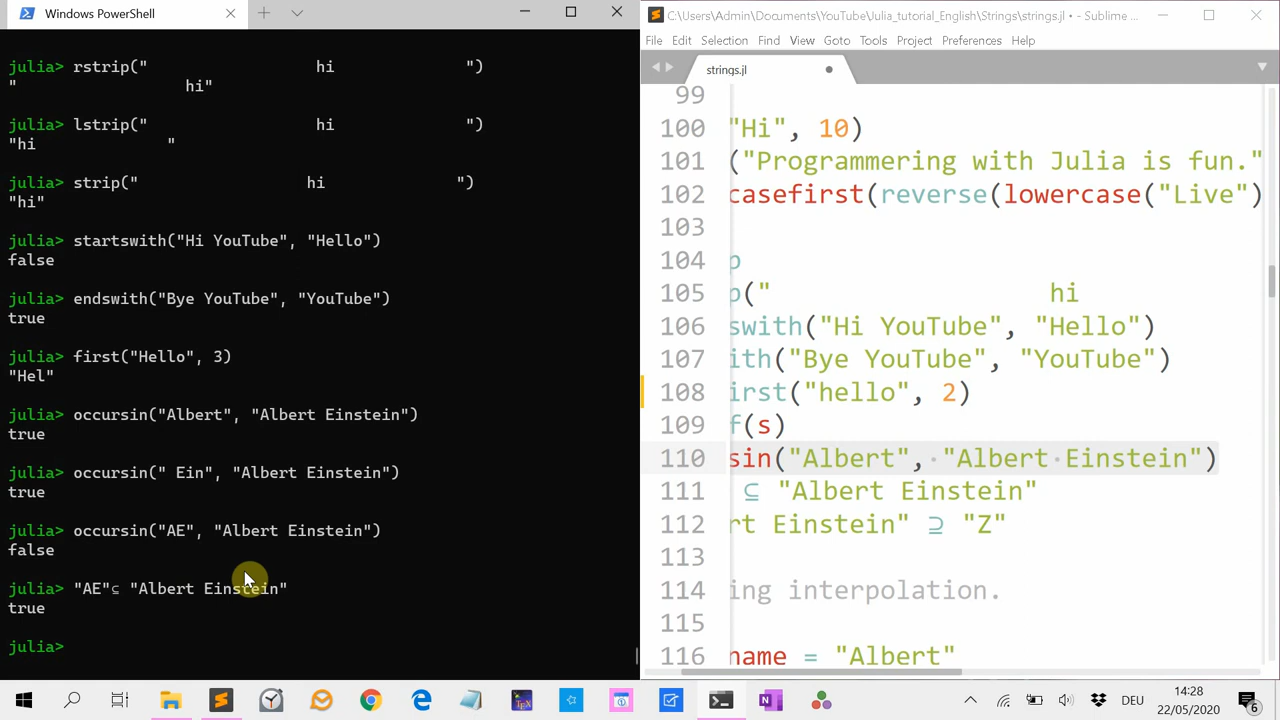 Windows PowerShell
julia> rstrip("                  hi              ")
"                  hi"
julia> lstrip("                  hi              ")
"hi              "
julia> strip("                  hi              ")
"hi"
julia> startswith("Hi YouTube", "Hello")
false
julia> endswith("Bye YouTube", "YouTube")
true
julia> first("Hello", 3)
"Hel"
julia> occursin("Albert", "Albert Einstein")
true
julia> occursin(" Ein", "Albert Einstein")
true
julia> occursin("AE", "Albert Einstein")
false
julia> "AE"⊆ "Albert Einstein"
true
julia>
C:\Users\Admin\Documents\YouTube\Julia_tutorial_English\Strings\strings.jl • - Sublime ...
File Edit Selection Find View Goto Tools Project Preferences Help
strings.jl
99
100 "Hi", 10)
101 ("Programmering with Julia is fun."
102 casefirst(reverse(lowercase("Live")
103
104 p
105 p("                  hi
106 swith("Hi YouTube", "Hello")
107 ith("Bye YouTube", "YouTube")
108 irst("hello", 2)
109 f(s)
110 sin("Albert", "Albert Einstein")
111 ⊆ "Albert Einstein"
112 rt Einstein" ⊇ "Z"
113
114 ing interpolation.
115
116 name = "Albert"
DEU
14:28
22/05/2020
6